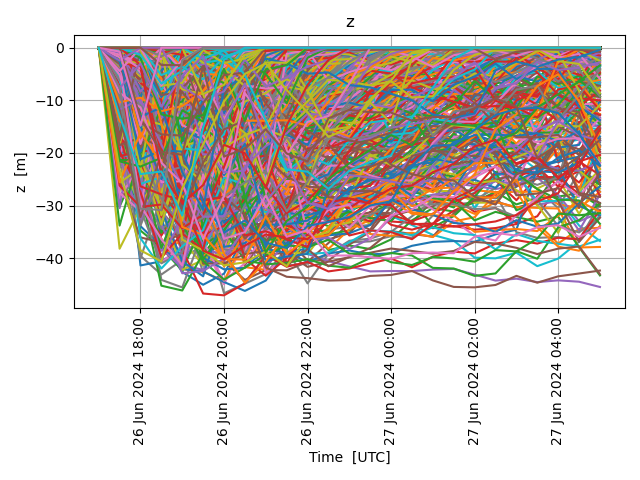 z
0
−10
−20
−30
−40
z [m]
26 Jun 2024 18:00
26 Jun 2024 20:00
26 Jun 2024 22:00
27 Jun 2024 00:00
27 Jun 2024 02:00
27 Jun 2024 04:00
Time [UTC]